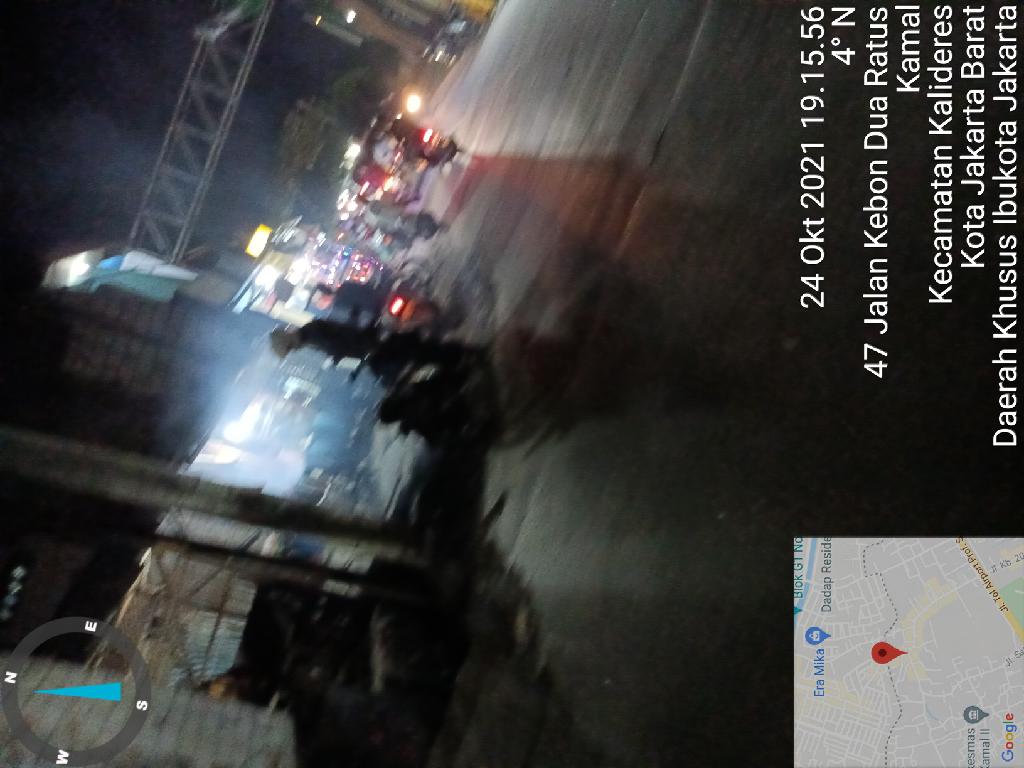 N
W
E
S
Blok G1 No
Era Mika
Dadap Reside
kesmas
Kamal II
Jl. Tol Airport Prof. S
Google
24 Okt 2021 19.15.56
4° N
47 Jalan Kebon Dua Ratus
Kamal
Kecamatan Kalideres
Kota Jakarta Barat
Daerah Khusus Ibukota Jakarta